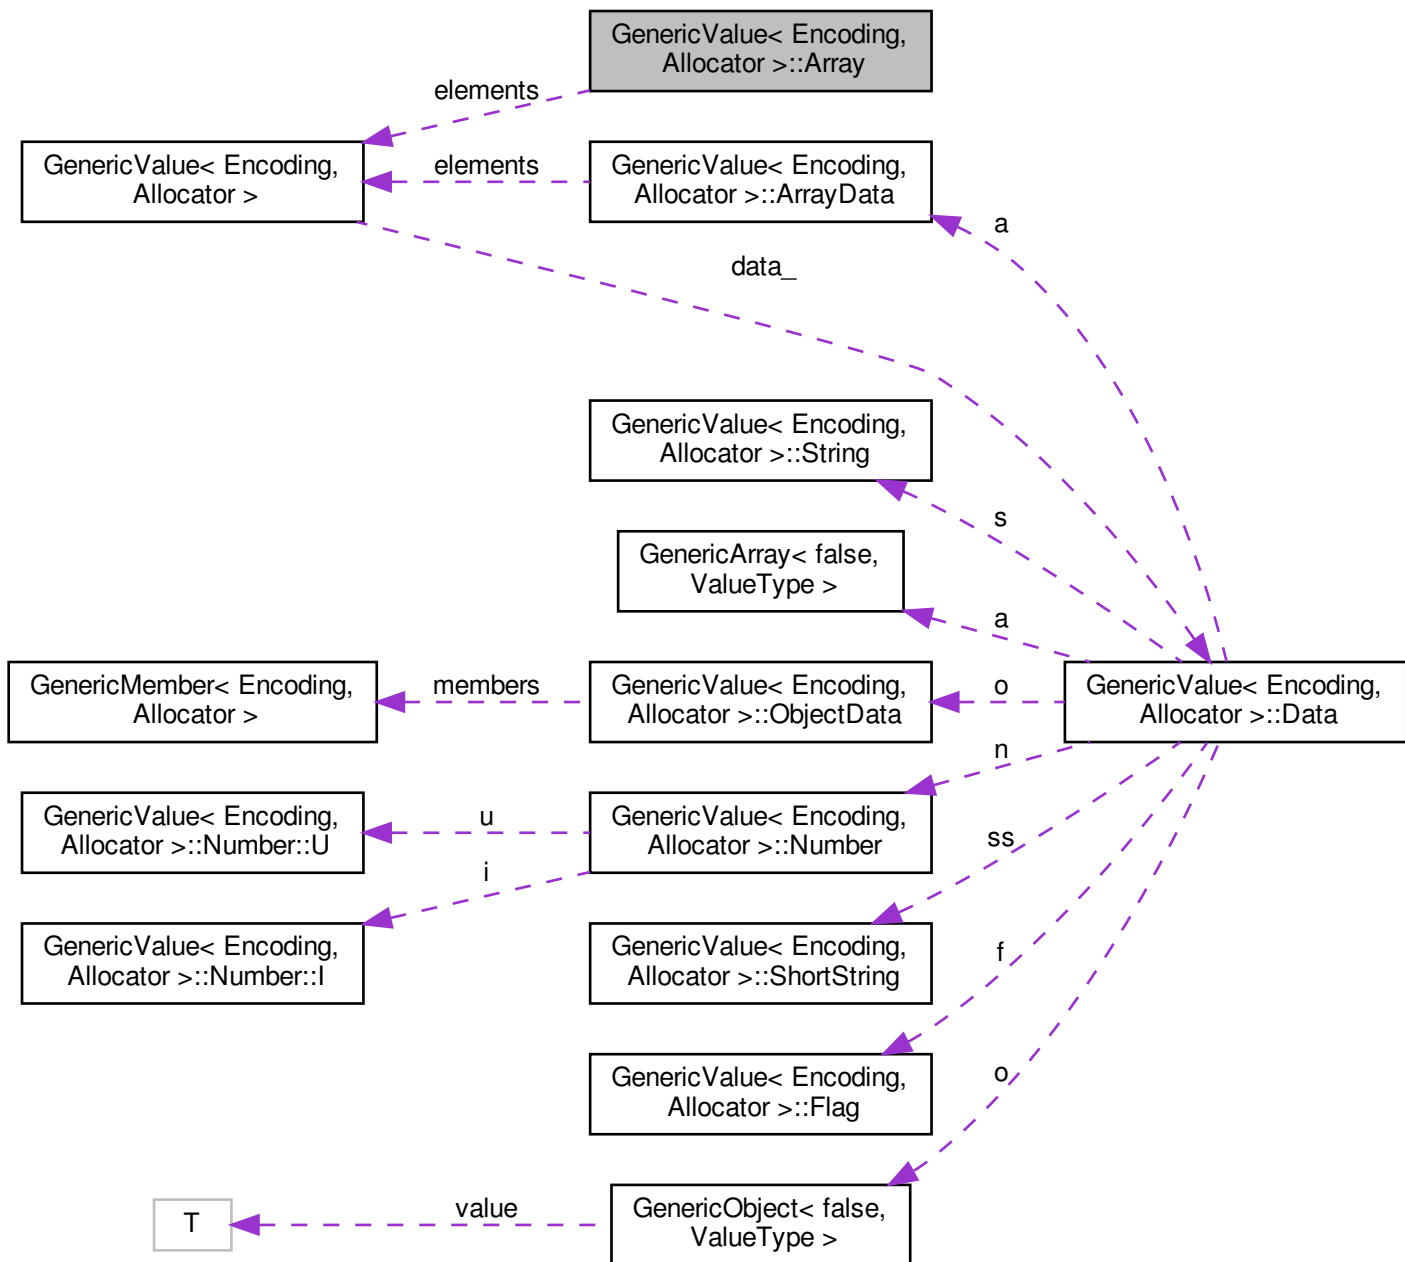 GenericValue< Encoding,
Allocator >::Array
elements
GenericValue< Encoding,
Allocator >
elements
GenericValue< Encoding,
Allocator >::ArrayData
a
data_
GenericValue< Encoding,
Allocator >::String
s
GenericArray< false,
ValueType >
a
GenericMember< Encoding,
Allocator >
members
GenericValue< Encoding,
Allocator >::ObjectData
o
GenericValue< Encoding,
Allocator >::Data
n
GenericValue< Encoding,
Allocator >::Number::U
u
GenericValue< Encoding,
Allocator >::Number
ss
i
GenericValue< Encoding,
Allocator >::Number::I
GenericValue< Encoding,
Allocator >::ShortString
f
GenericValue< Encoding,
Allocator >::Flag
o
T
value
GenericObject< false,
ValueType >